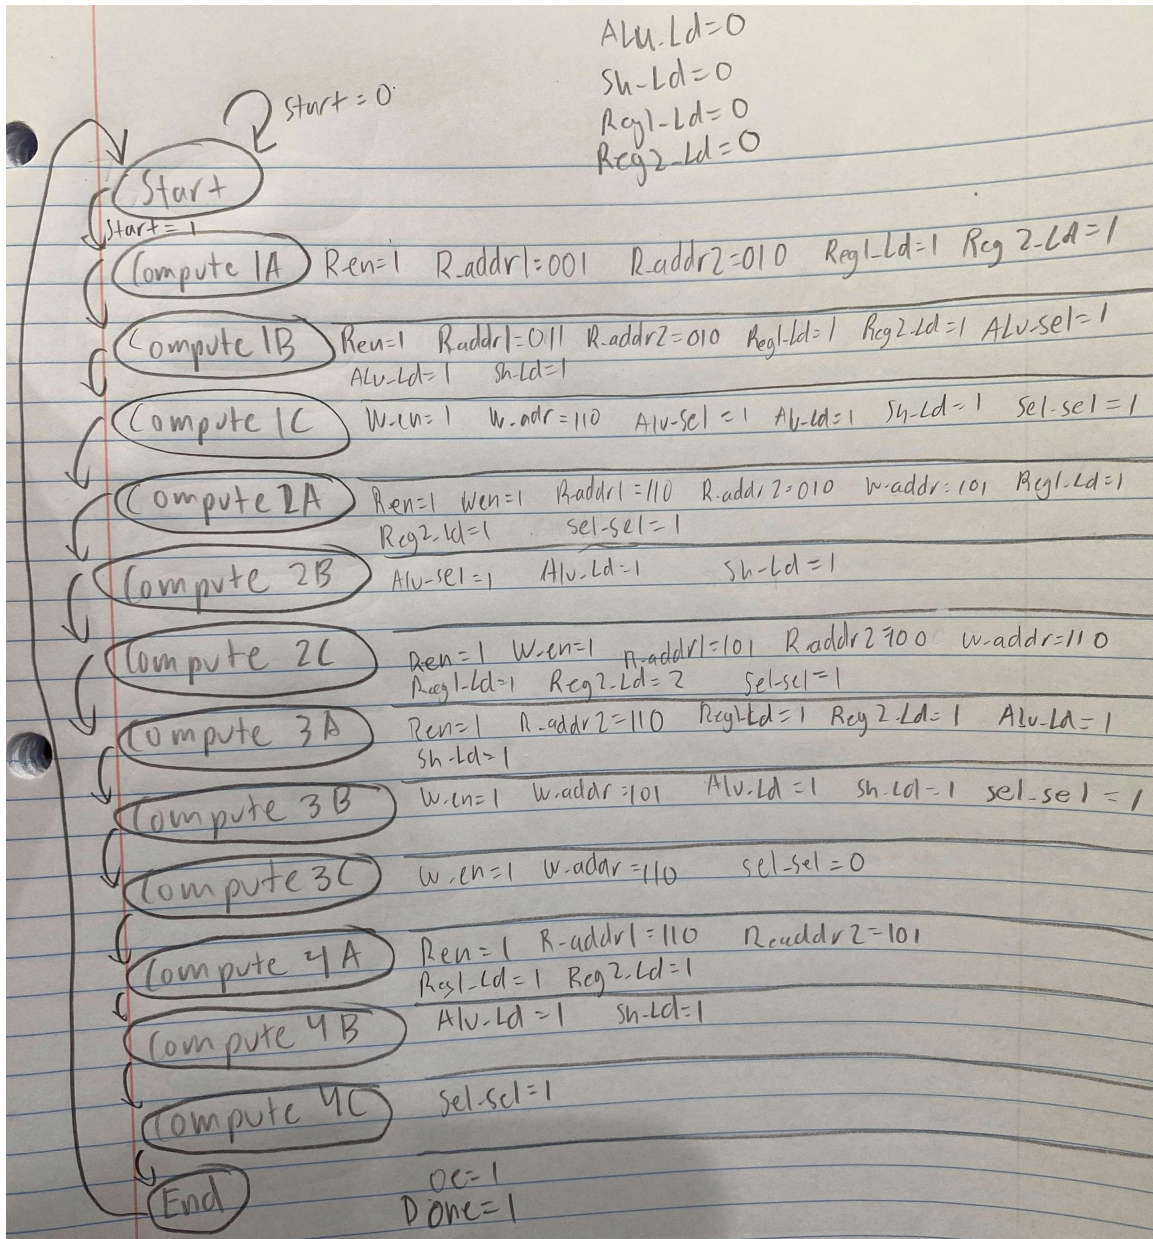 ALU-Ld=0
Sh-Ld=0
Reg1-Ld=0
Reg2-Ld=0
Start=0
Start
Start=1
Compute 1A Ren=1 R-addr1=001 R-addr2=010 Reg1-Ld=1 Reg2-Ld=1
Compute 1B Ren=1 R-addr1=011 R-addr2=010 Reg1-Ld=1 Reg2-Ld=1 ALU-sel=1
ALU-Ld=1 Sh-Ld=1
Compute 1C W-en=1 W-adr=110 Alu-Sel=1 Alu-Ld=1 Sh-Ld=1 Sel-sel=1
Compute 2A Ren=1 Wen=1 R-addr1=110 R-addr2=010 W-addr=101 Reg1-Ld=1
Reg2-Ld=1 Sel-sel=1
Compute 2B Alu-sel=1 Alu-Ld=1 Sh-Ld=1
Compute 2C Ren=1 W-en=1 R-addr1=101 R-addr2=100 W-addr=110
Reg1-Ld=1 Reg2-Ld=2 Sel-sel=1
Compute 3A Ren=1 R-addr2=110 Reg1-Ld=1 Reg2-Ld=1 Alu-Ld=1
Sh-Ld=1
Compute 3B W-en=1 W-addr=101 Alu-Ld=1 Sh-Ld=1 Sel-sel=1
Compute 3C W-en=1 W-addr=110 Sel-sel=0
Compute 4A Ren=1 R-addr1=110 R-addr2=101
Reg1-Ld=1 Reg2-Ld=1
Compute 4B Alu-Ld=1 Sh-Ld=1
Compute 4C Sel-sel=1
End OE=1
Done=1